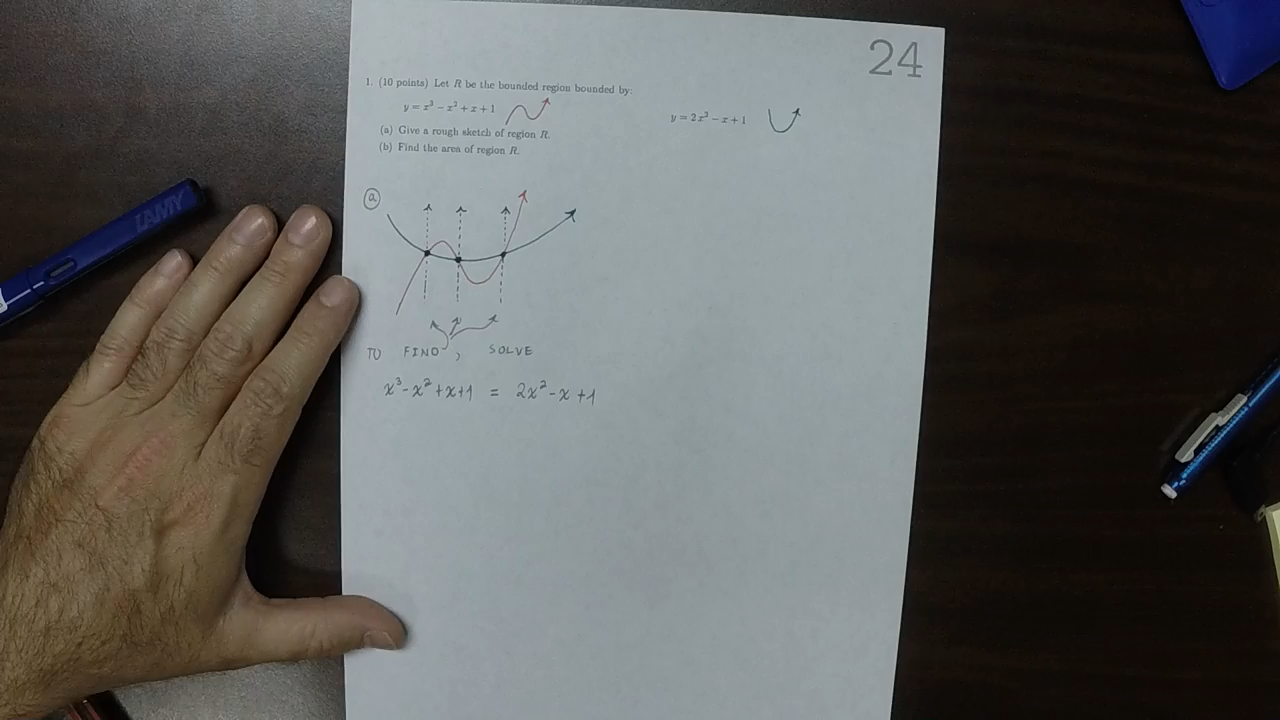 24
1. (10 points) Let R be the bounded region bounded by:
y = x³ − x² + x + 1
y = 2x² − x + 1
(a) Give a rough sketch of region R.
(b) Find the area of region R.
ⓐ
TO FIND , SOLVE
x³-x²+x+1 = 2x²-x+1
LAMY